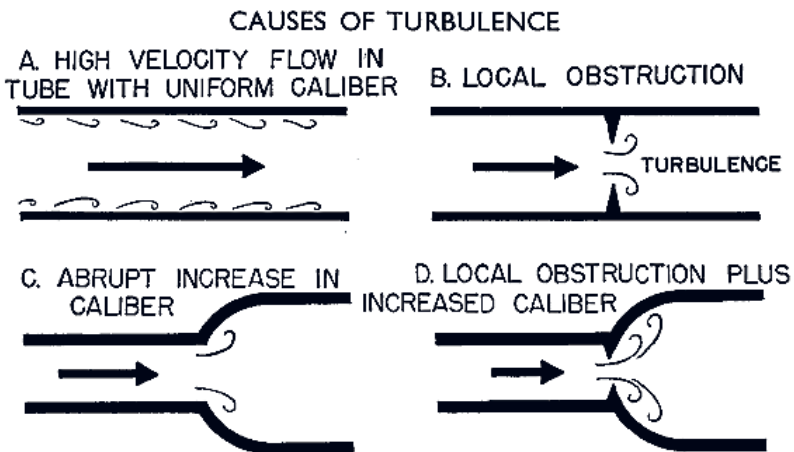 CAUSES OF TURBULENCE
A. HIGH VELOCITY FLOW IN
TUBE WITH UNIFORM CALIBER
B. LOCAL OBSTRUCTION
TURBULENCE
C. ABRUPT INCREASE IN
CALIBER
D. LOCAL OBSTRUCTION PLUS
INCREASED CALIBER